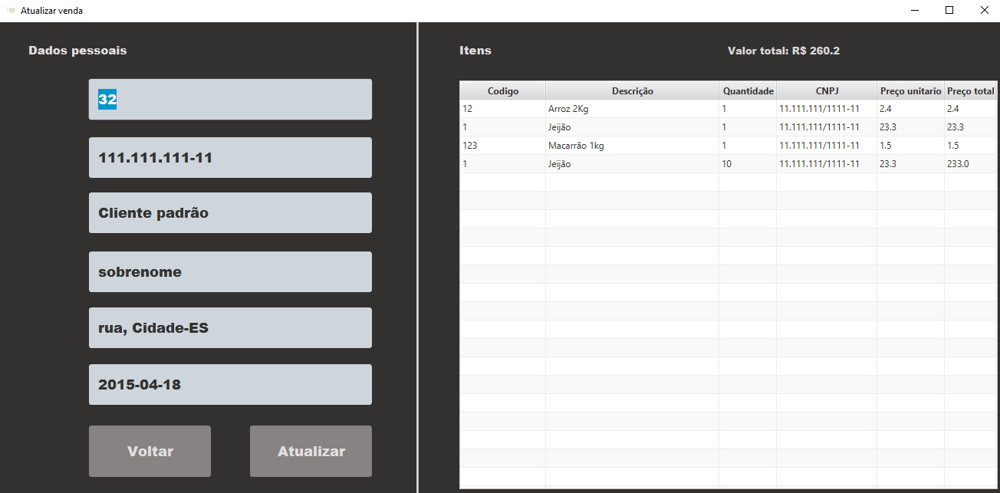 Atualizar venda
Dados pessoais
32
111.111.111-11
Cliente padrão
sobrenome
rua, Cidade-ES
2015-04-18
Voltar Atualizar
Itens Valor total: R$ 260.2
Codigo Descrição Quantidade CNPJ Preço unitario Preço total
12 Arroz 2Kg 1 11.111.111/1111-11 2.4 2.4
1 Jeijão 1 11.111.111/1111-11 23.3 23.3
123 Macarrão 1kg 1 11.111.111/1111-11 1.5 1.5
1 Jeijão 10 11.111.111/1111-11 23.3 233.0